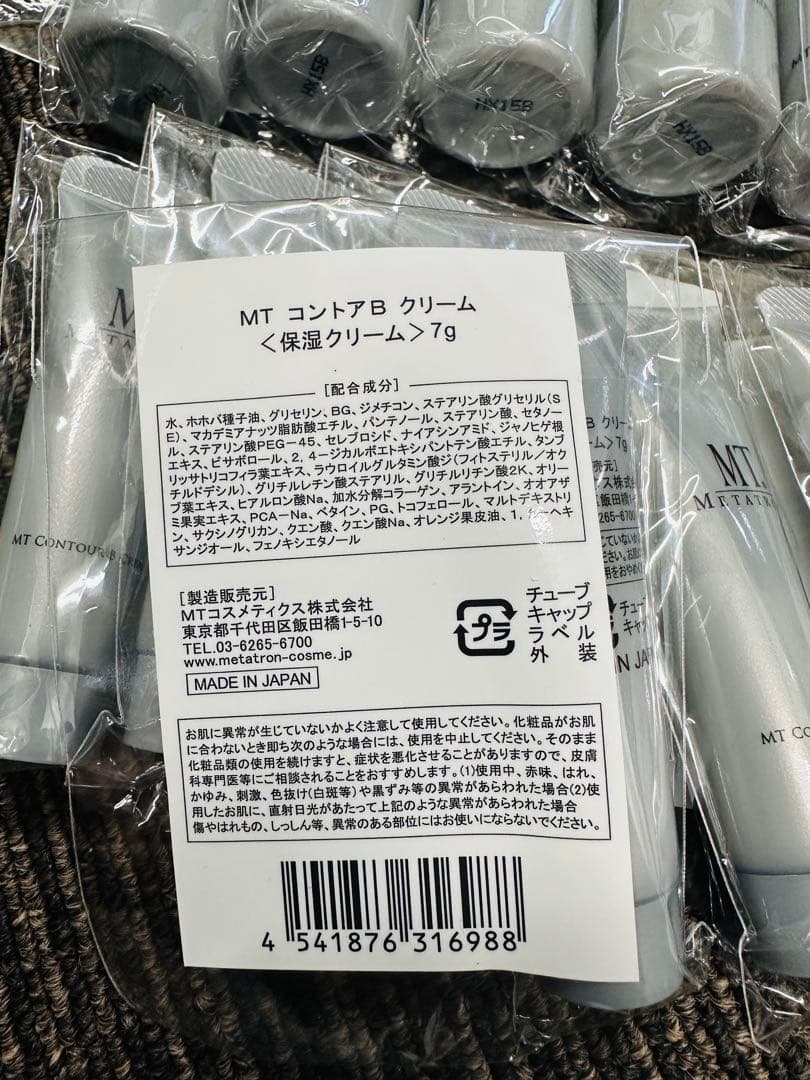 HX15B
HX15B
HX15B
MT コントアB クリーム
<保湿クリーム>7g
[配合成分]
水、ホホバ種子油、グリセリン、BG、ジメチコン、ステアリン酸グリセリル(S
E)、マカデミアナッツ脂肪酸エチル、パンテノール、ステアリン酸、セタノー
ル、ステアリン酸PEG-45、セレブロシド、ナイアシンアミド、ジャノヒゲ根
エキス、ビサボロール、2, 4-ジカルボエトキシパントテン酸エチル、タンブ
リッサトリコフィラ葉エキス、ラウロイルグルタミン酸ジ(フィトステリル/オク
チルドデシル)、グリチルレチン酸ステアリル、グリチルリチン酸2K、オリー
ブ葉エキス、ヒアルロン酸Na、加水分解コラーゲン、アラントイン、オオアザ
ミ果実エキス、PCA-Na、ベタイン、PG、トコフェロール、マルトデキストリ
ン、サクシノグリカン、クエン酸、クエン酸Na、オレンジ果皮油、1, 2-ヘキ
サンジオール、フェノキシエタノール
[製造販売元]
MTコスメティクス株式会社
東京都千代田区飯田橋1-5-10
TEL.03-6265-6700
www.metatron-cosme.jp
MADE IN JAPAN
プラ
チューブ
キャップ
ラベル
外装
お肌に異常が生じていないかよく注意して使用してください。化粧品がお肌
に合わないとき即ち次のような場合には、使用を中止してください。そのまま
化粧品類の使用を続けますと、症状を悪化させることがありますので、皮膚
科専門医等にご相談されることをおすすめします。(1)使用中、赤味、はれ、
かゆみ、刺激、色抜け(白斑等)や黒ずみ等の異常があらわれた場合(2)使
用したお肌に、直射日光があたって上記のような異常があらわれた場合
傷やはれもの、しっしん等、異常のある部位にはお使いにならないでください。
4 541876 316988
MT CONTOUR B
MT.
METATRO
MT CO